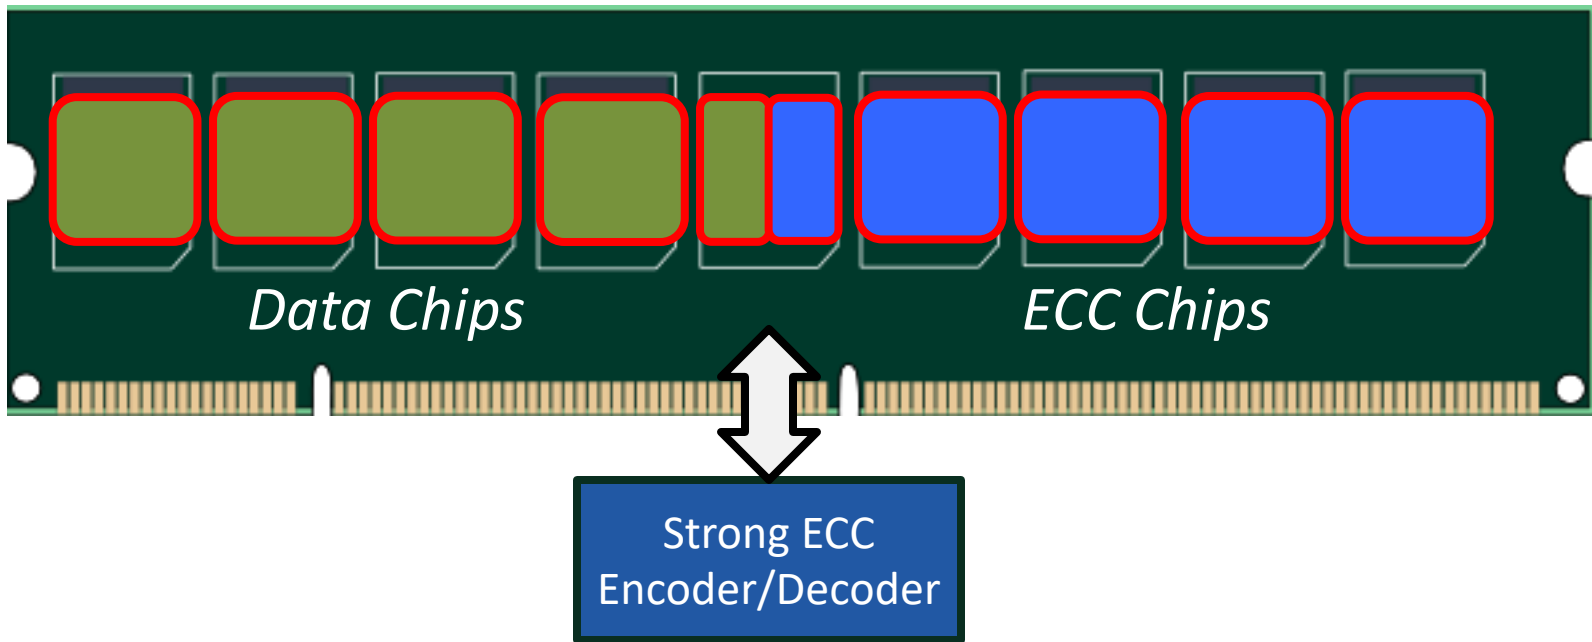 Data Chips
ECC Chips
Strong ECC
Encoder/Decoder